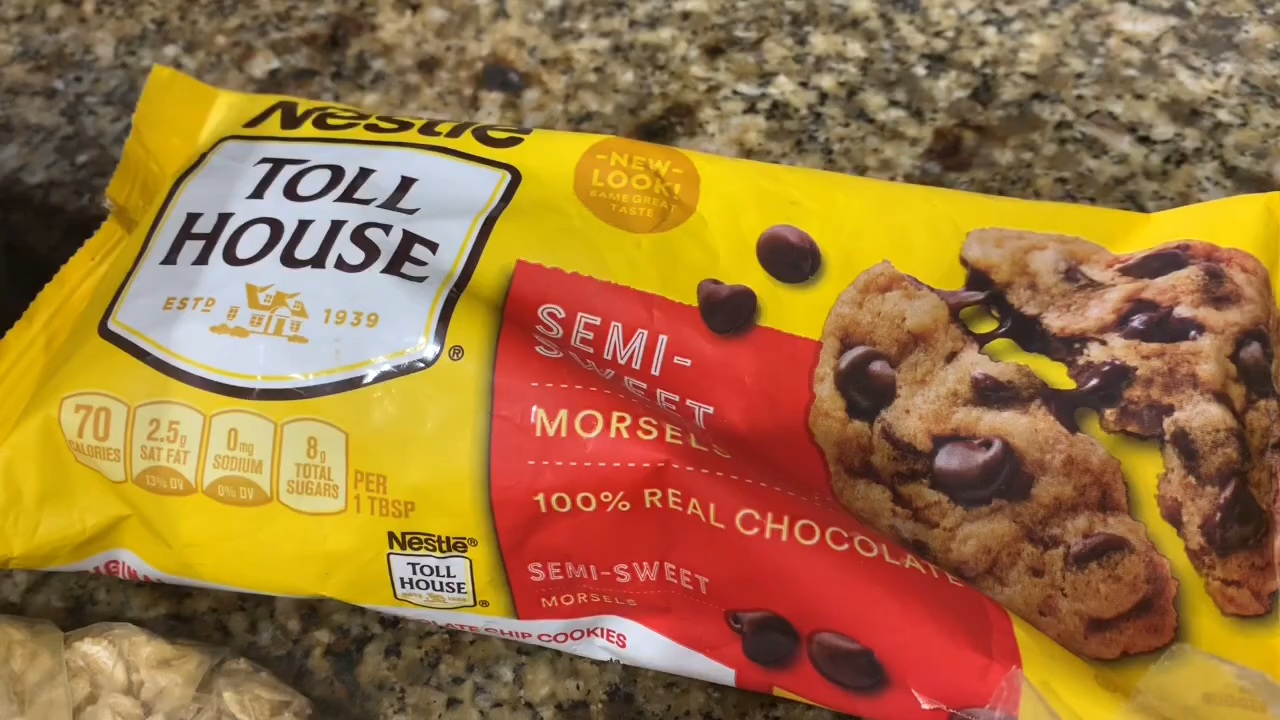 Nestlē
TOLL
HOUSE
ESTD 1939
®
-NEW-
LOOK!
SAME GREAT
TASTE
SEMI-
SWEET
MORSELS
100% REAL CHOCOLATE
SEMI-SWEET
MORSELS
70
CALORIES
2.5g
SAT FAT
13% DV
0mg
SODIUM
0% DV
8g
TOTAL
SUGARS
PER
1 TBSP
Nestlē®
TOLL
HOUSE
®
CHIP COOKIES